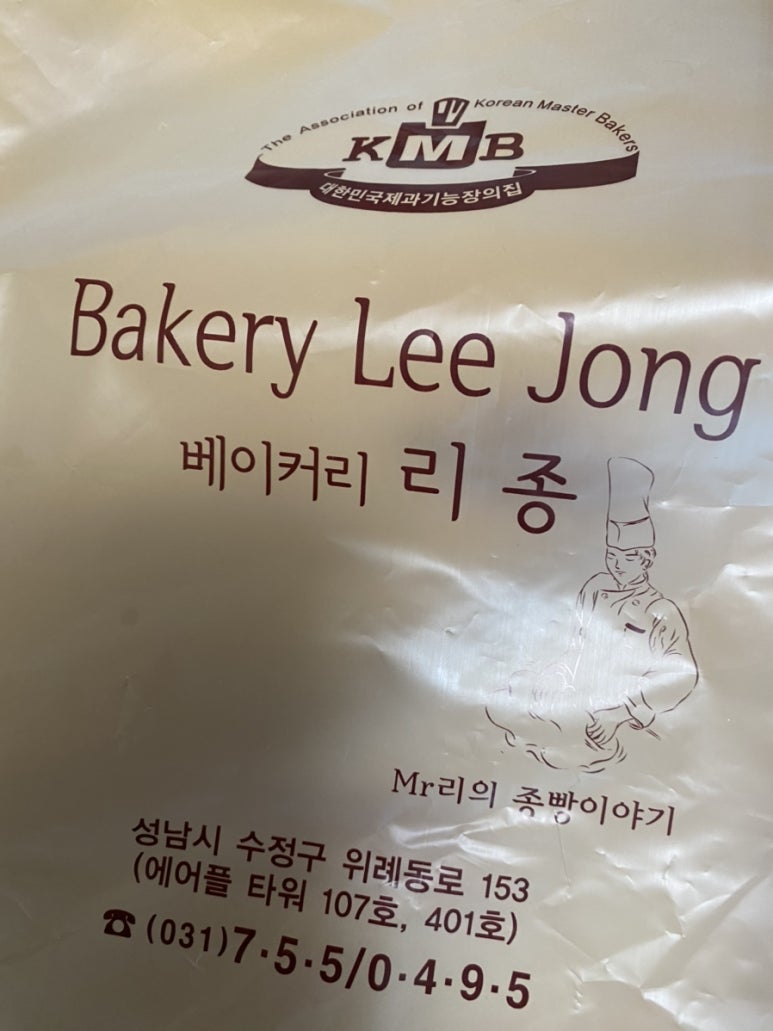 The Association of Korean Master Bakers
KMB
대한민국제과기능장의집
Bakery Lee Jong
베이커리 리종
Mr리의 종빵이야기
성남시 수정구 위례동로 153
(에어플 타워 107호, 401호)
☎ (031)7·5·5/0·4·9·5